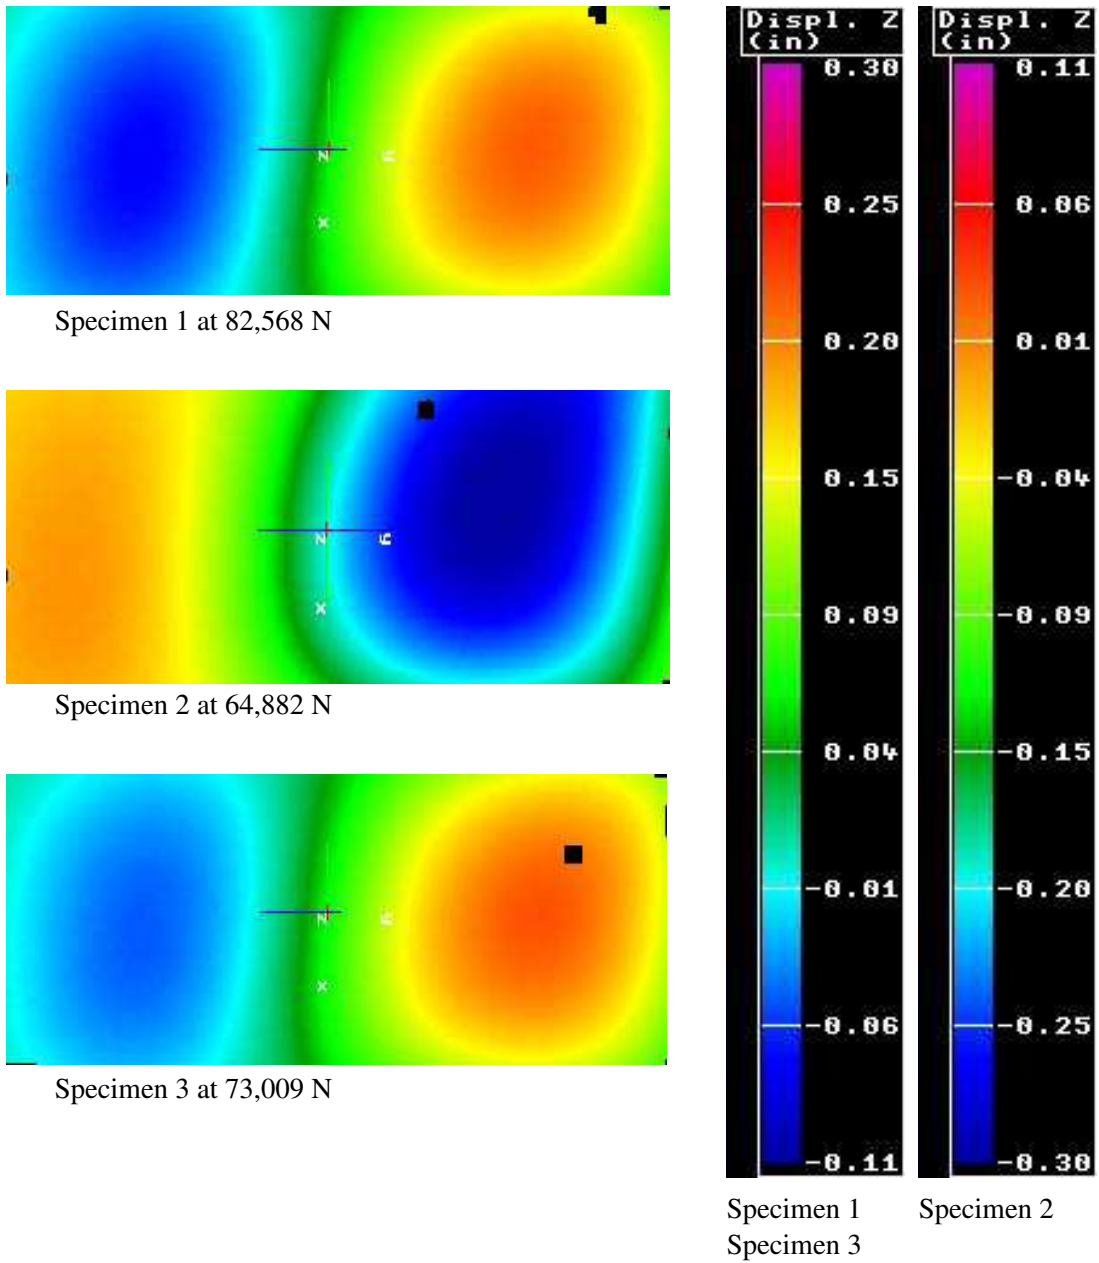 z
x
Specimen 1 at 82,568 N
z
x
Specimen 2 at 64,882 N
z
x
Specimen 3 at 73,009 N
Displ. Z
(in)
0.30
0.25
0.20
0.15
0.09
0.04
-0.01
-0.06
-0.11
Specimen 1
Specimen 3
Displ. Z
(in)
0.11
0.06
0.01
-0.04
-0.09
-0.15
-0.20
-0.25
-0.30
Specimen 2